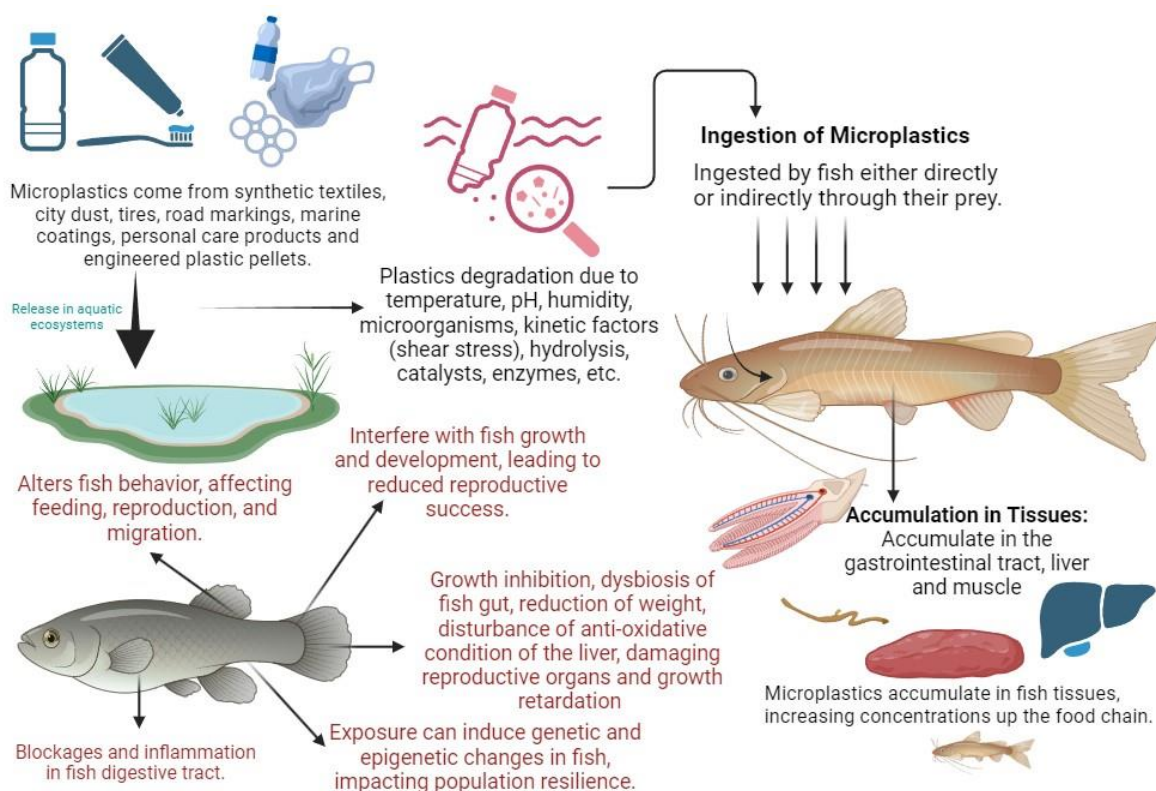 Microplastics come from synthetic textiles,
city dust, tires, road markings, marine
coatings, personal care products and
engineered plastic pellets.
Release in aquatic
ecosystems
Plastics degradation due to
temperature, pH, humidity,
microorganisms, kinetic factors
(shear stress), hydrolysis,
catalysts, enzymes, etc.
Ingestion of Microplastics
Ingested by fish either directly
or indirectly through their prey.
Accumulation in Tissues:
Accumulate in the
gastrointestinal tract, liver
and muscle
Microplastics accumulate in fish tissues,
increasing concentrations up the food chain.
Interfere with fish growth
and development, leading to
reduced reproductive
success.
Alters fish behavior, affecting
feeding, reproduction, and
migration.
Growth inhibition, dysbiosis of
fish gut, reduction of weight,
disturbance of anti-oxidative
condition of the liver, damaging
reproductive organs and growth
retardation
Blockages and inflammation
in fish digestive tract.
Exposure can induce genetic and
epigenetic changes in fish,
impacting population resilience.